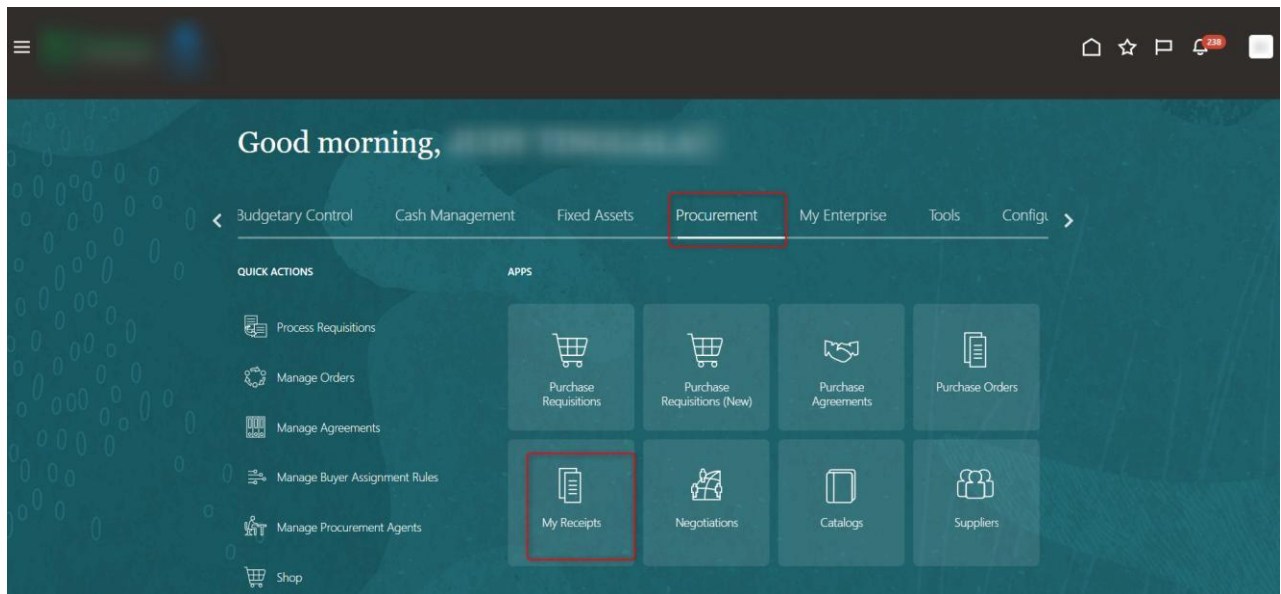 238
Good morning,
Budgetary Control Cash Management Fixed Assets Procurement My Enterprise Tools Configu
QUICK ACTIONS
APPS
Process Requisitions
Manage Orders
Manage Agreements
Manage Buyer Assignment Rules
Manage Procurement Agents
Shop
Purchase
Requisitions
Purchase
Requisitions (New)
Purchase
Agreements
Purchase Orders
My Receipts
Negotiations
Catalogs
Suppliers